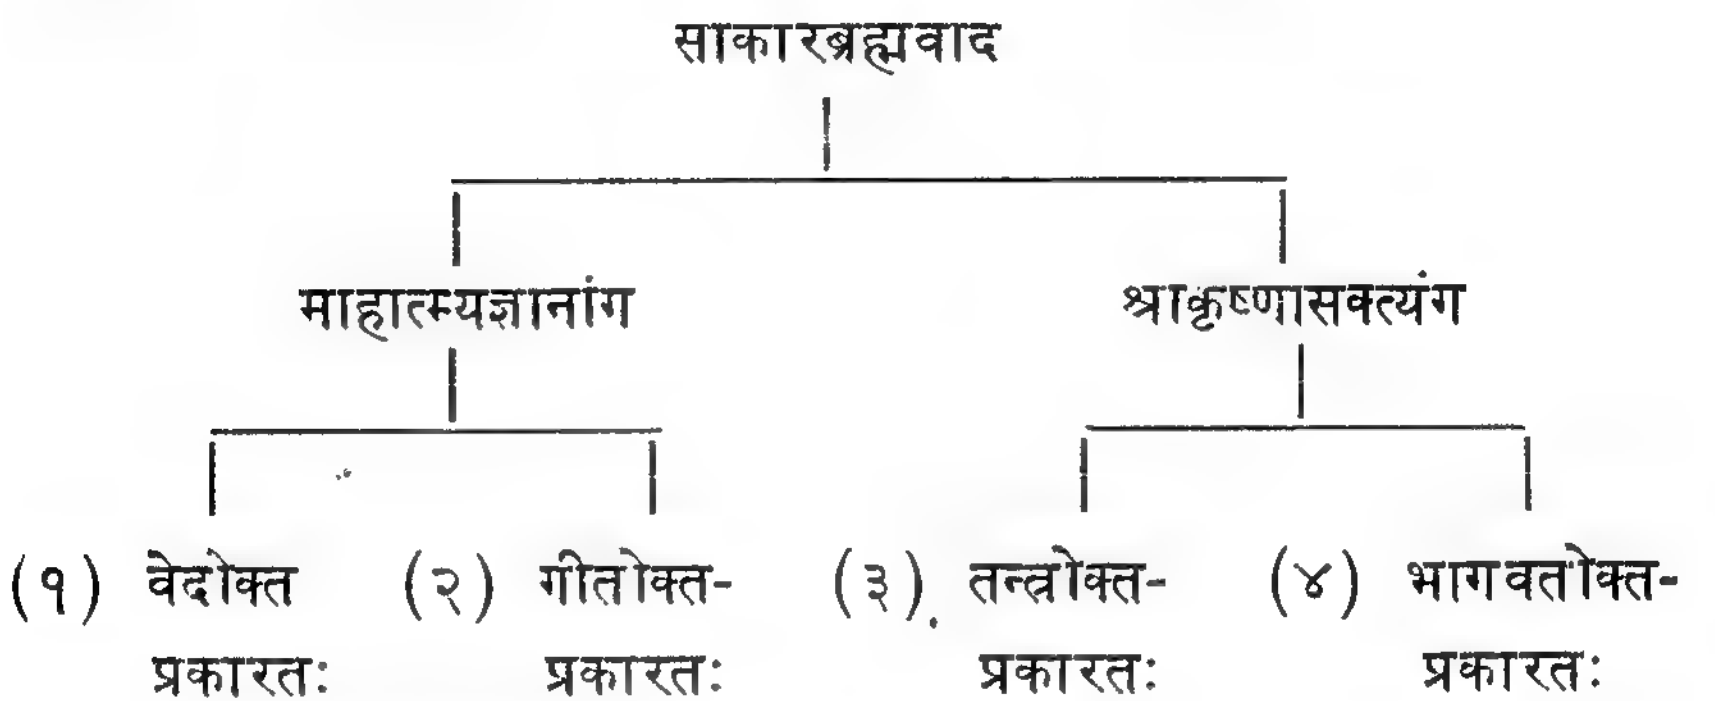 साकारब्रह्मवाद
माहात्म्यज्ञानांग श्राकृष्णासक्त्यंग
(१) वेदोक्त (२) गीतोक्त- (३) तन्त्रोक्त- (४) भागवतोक्त-
प्रकारतः प्रकारतः प्रकारतः प्रकारतः